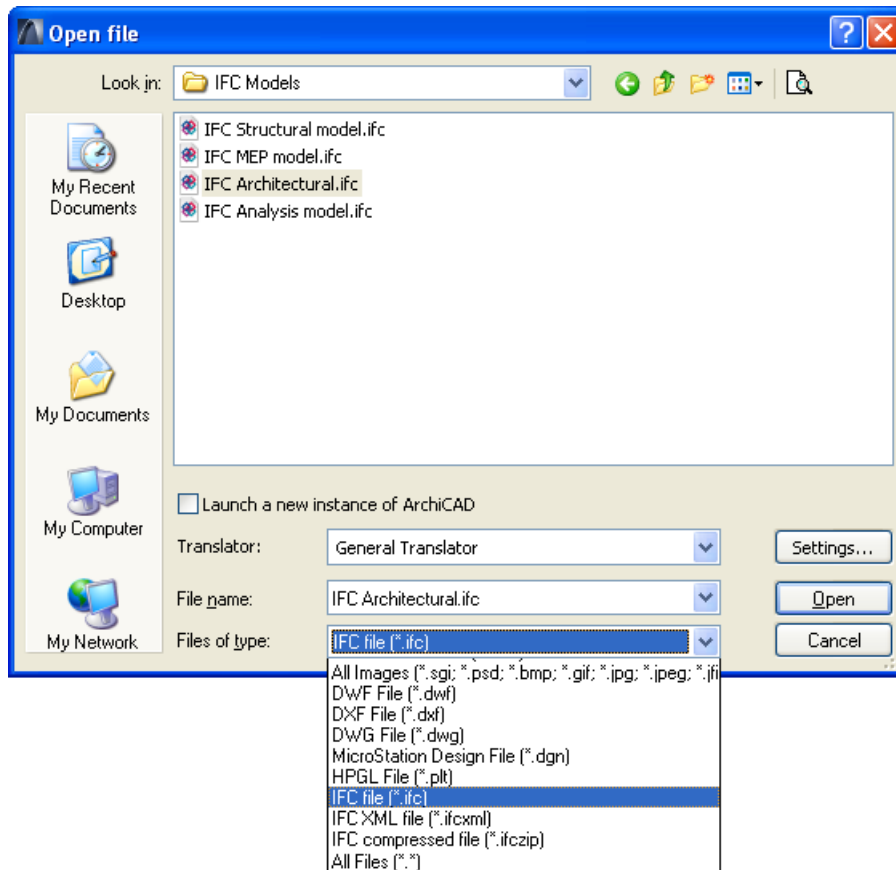 Open file
Look in: IFC Models
IFC Structural model.ifc
IFC MEP model.ifc
IFC Architectural.ifc
IFC Analysis model.ifc
My Recent
Documents
Desktop
My Documents
My Computer
My Network
Launch a new instance of ArchiCAD
Translator: General Translator Settings...
File name: IFC Architectural.ifc Open
Files of type: IFC file (*.ifc) Cancel
All Images (*.sgi; *.psd; *.bmp; *.gif; *.jpg; *.jpeg; *.jfi
DWF File (*.dwf)
DXF File (*.dxf)
DWG File (*.dwg)
MicroStation Design File (*.dgn)
HPGL File (*.plt)
IFC file (*.ifc)
IFC XML file (*.ifcxml)
IFC compressed file (*.ifczip)
All Files (*.*)